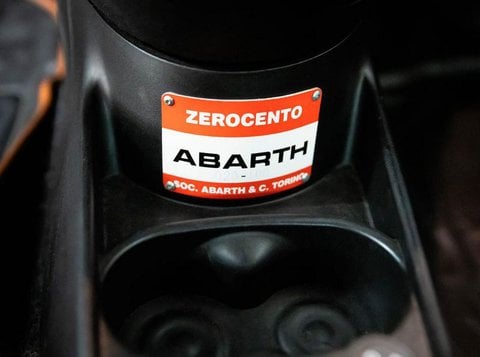 ZEROCENTO
ABARTH
-
SOC. ABARTH & C. TORINO